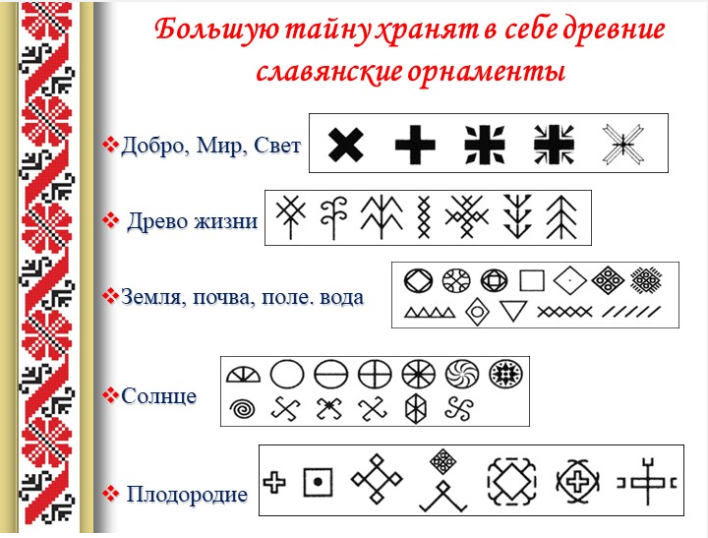 Большую тайну хранят в себе древние
славянские орнаменты
Добро, Мир, Свет
Древо жизни
Земля, почва, поле. вода
Солнце
Плодородие